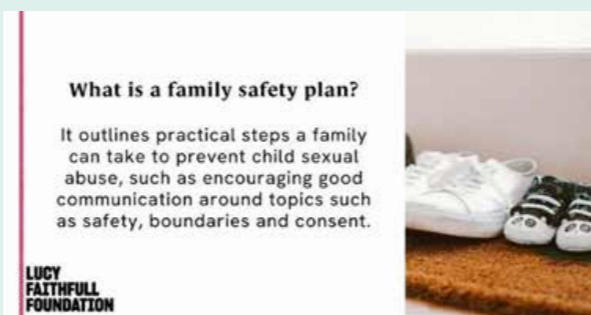 What is a family safety plan?
It outlines practical steps a family
can take to prevent child sexual
abuse, such as encouraging good
communication around topics such
as safety, boundaries and consent.
LUCY
FAITHFULL
FOUNDATION